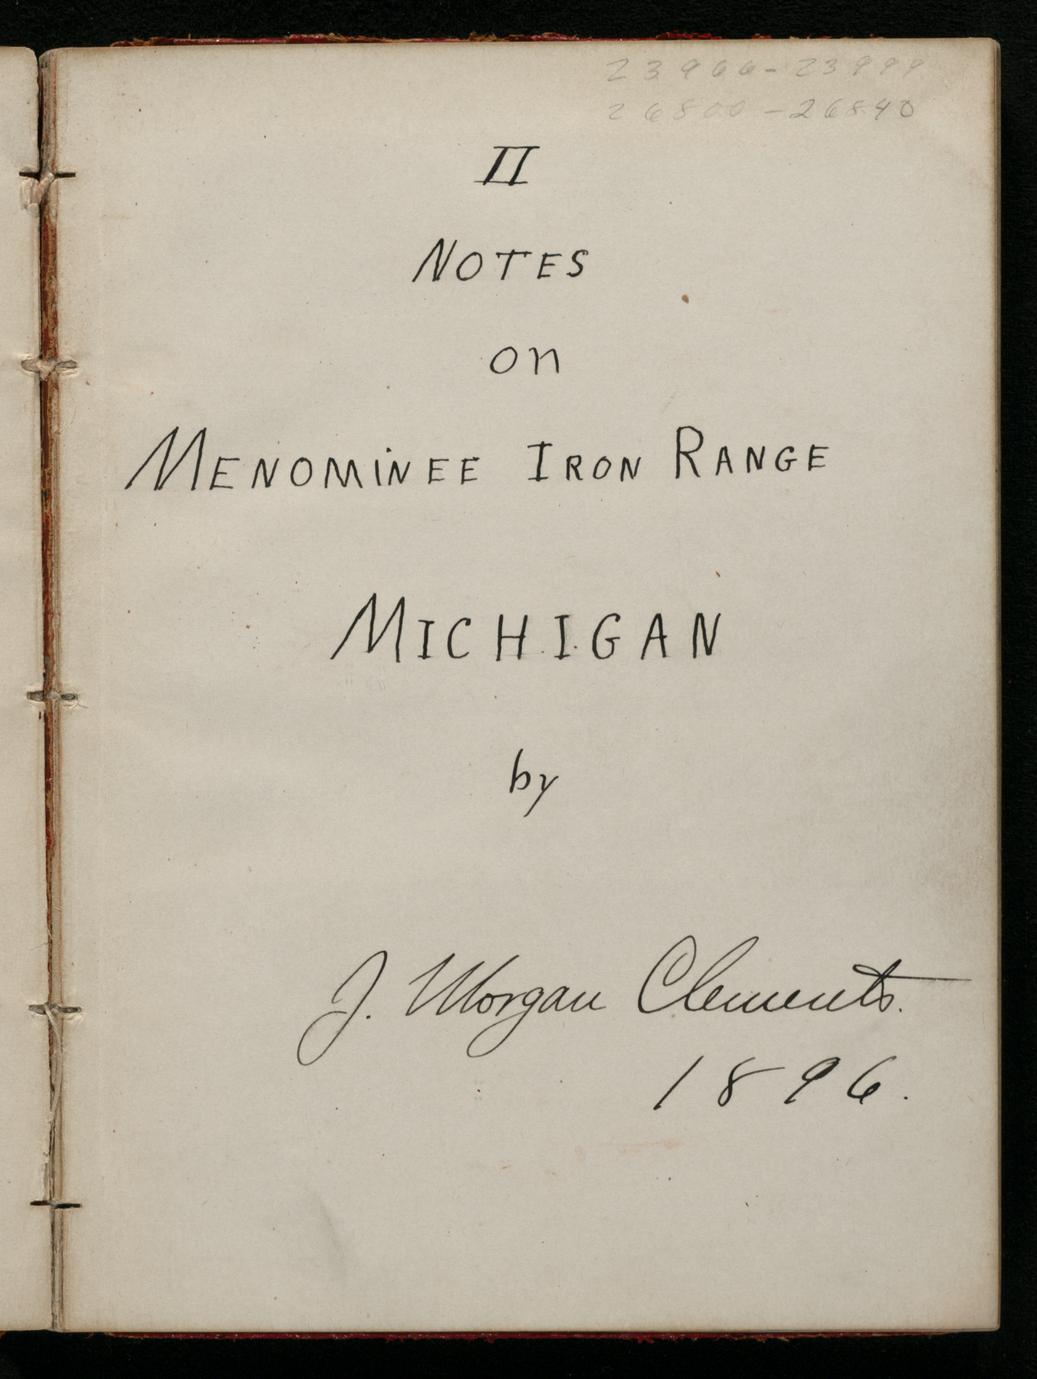 23966-23999
26800-26840
II
NOTES
on
MENOMINEE IRON RANGE
MICHIGAN
by
J. Morgan Clements.
1896.